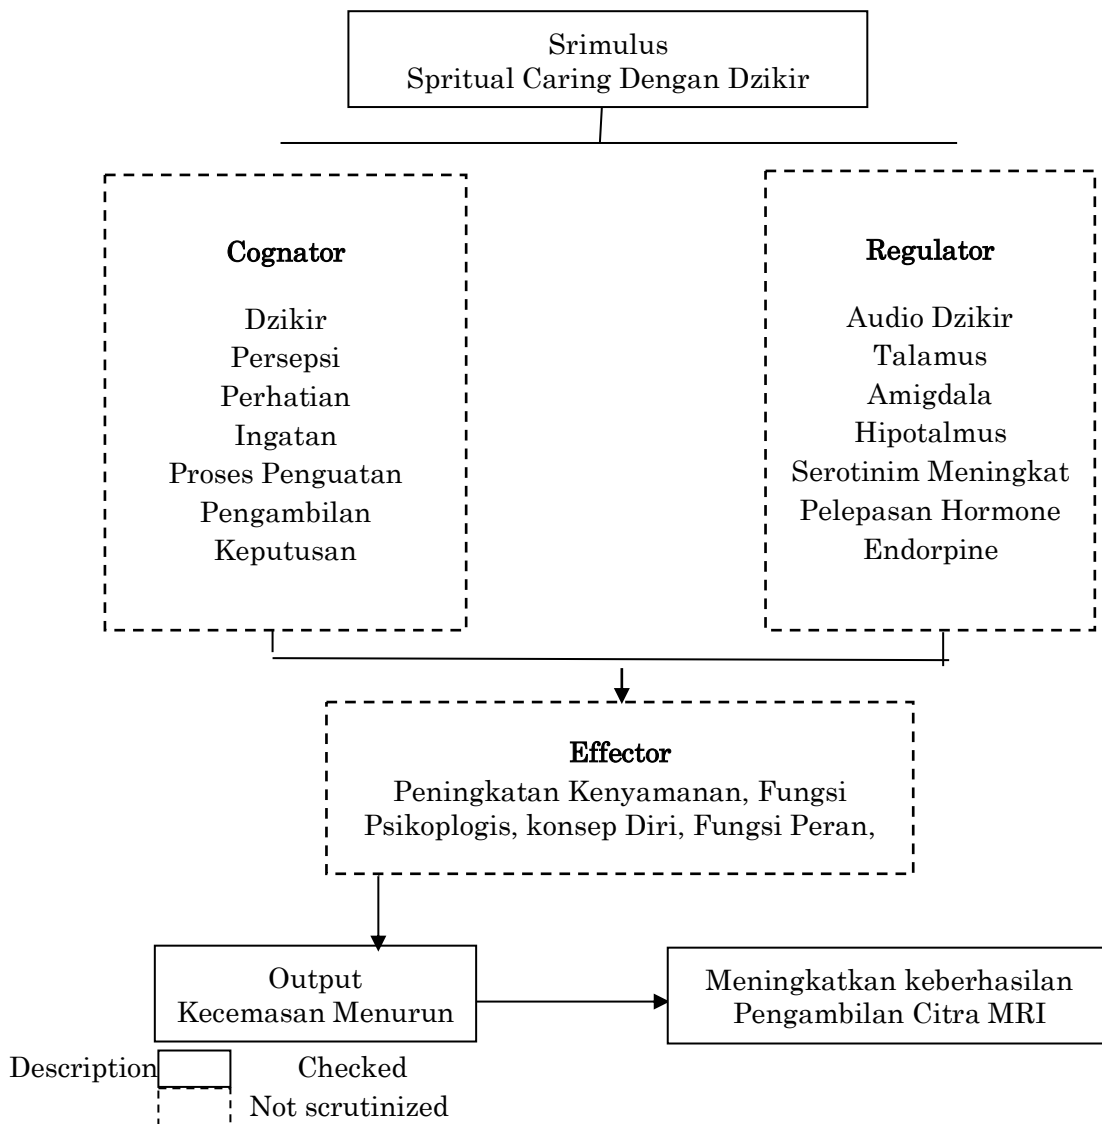 Srimulus
Spritual Caring Dengan Dzikir
Cognator
Dzikir
Persepsi
Perhatian
Ingatan
Proses Penguatan
Pengambilan
Keputusan
Regulator
Audio Dzikir
Talamus
Amigdala
Hipotalmus
Serotinim Meningkat
Pelepasan Hormone
Endorpine
Effector
Peningkatan Kenyamanan, Fungsi
Psikoplogis, konsep Diri, Fungsi Peran,
Output
Kecemasan Menurun
Meningkatkan keberhasilan
Pengambilan Citra MRI
Description Checked
Not scrutinized